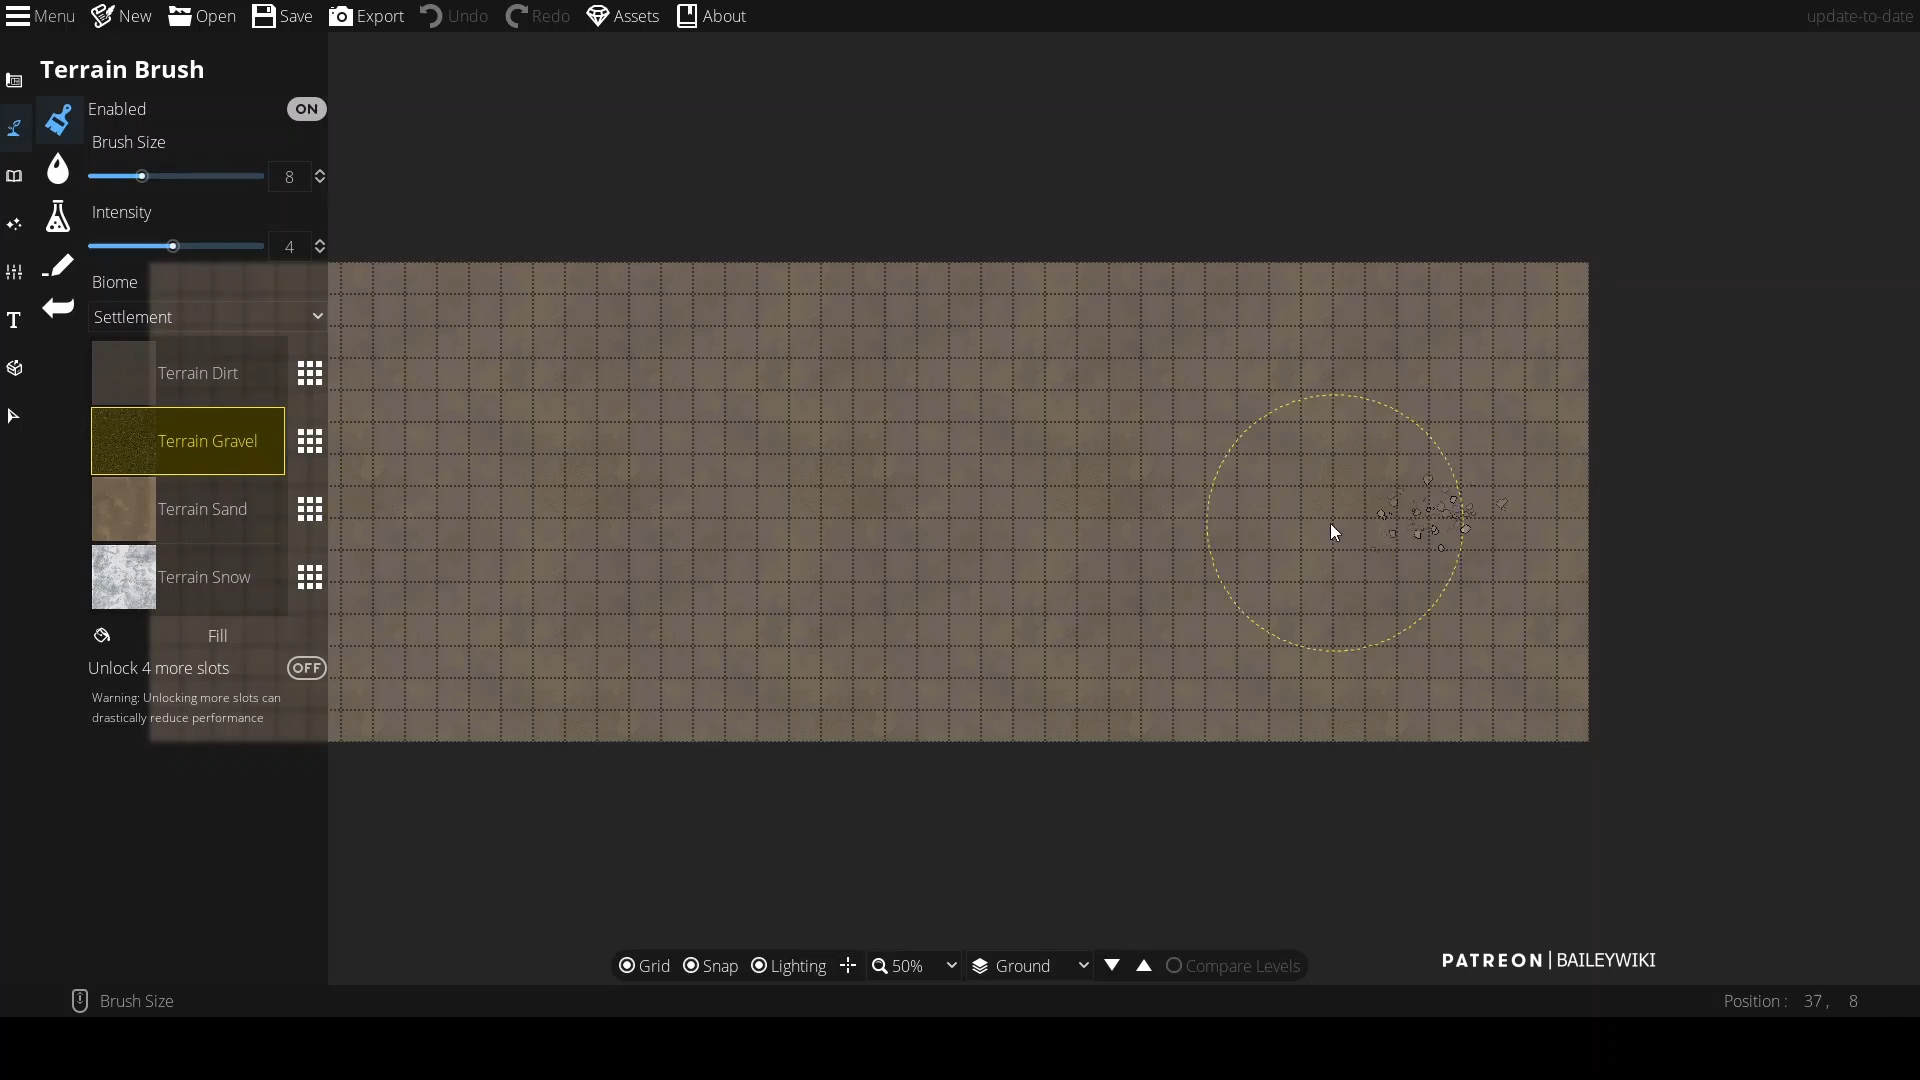 Menu New Open Save Export Undo Redo Assets About update-to-date
Terrain Brush
Enabled ON
Brush Size
8
Intensity
4
Biome
Settlement
Terrain Dirt
Terrain Gravel
Terrain Sand
Terrain Snow
Fill
Unlock 4 more slots OFF
Warning: Unlocking more slots can
drastically reduce performance
Grid Snap Lighting 50% Ground Compare Levels
PATREON | BAILEYWIKI
Brush Size Position : 37, 8